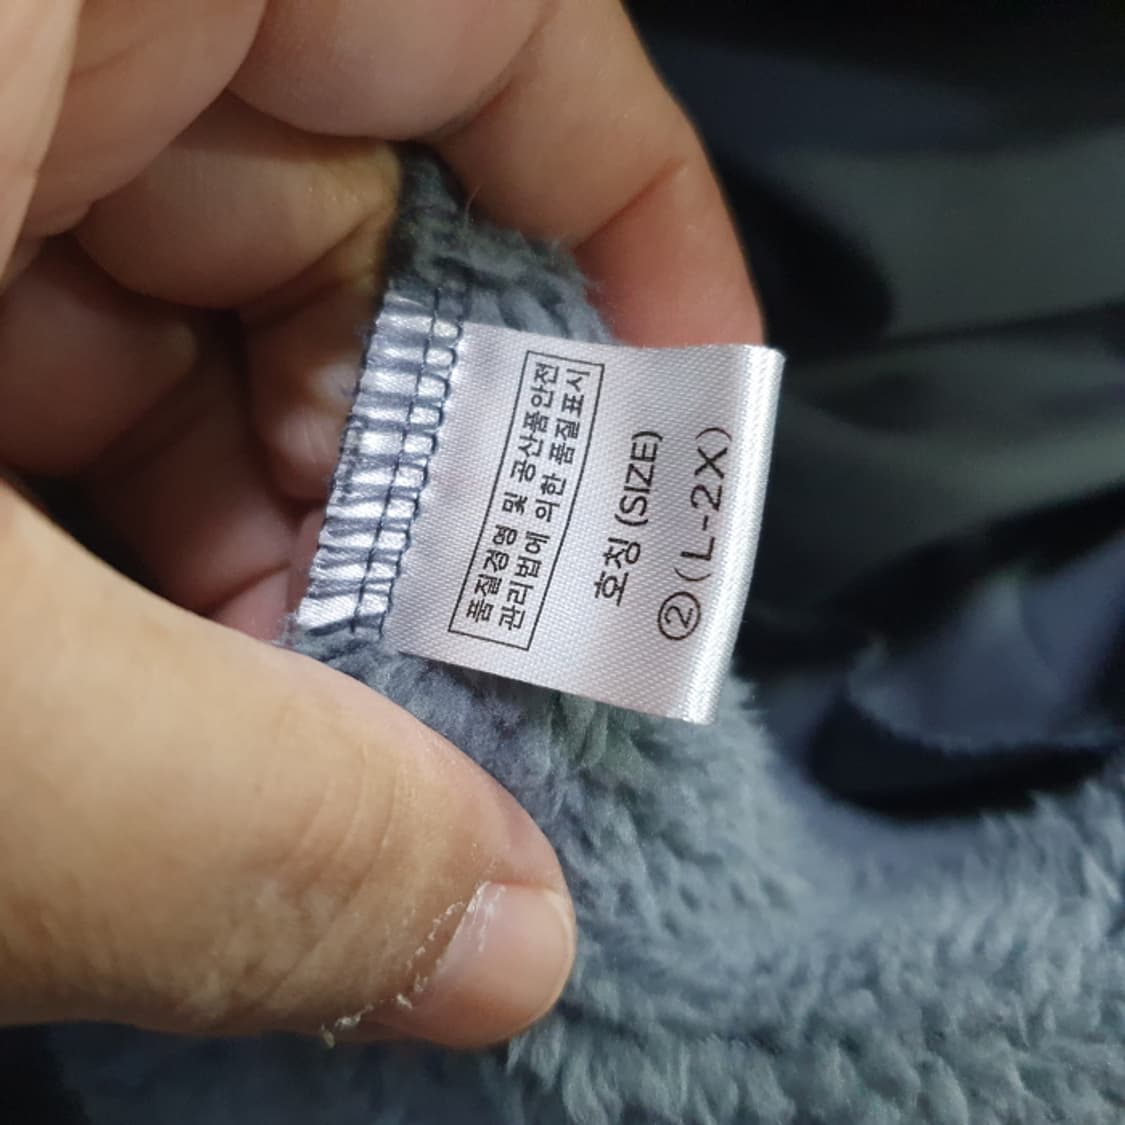 품질경영 및 공산품안전
관리법에 의한 품질표시
호칭 (SIZE)
②(L-2X)